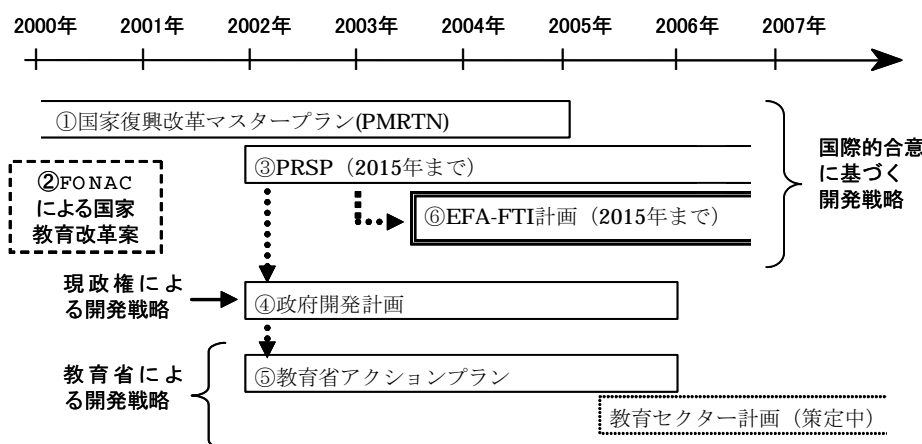 2000年 2001年 2002年 2003年 2004年 2005年 2006年 2007年
①国家復興改革マスタープラン(PMRTN)
②FONAC
による国家
教育改革案
③PRSP（2015年まで）
⑥EFA-FTI計画（2015年まで）
国際的合意
に基づく
開発戦略
現政権によ
る開発戦略
④政府開発計画
教育省によ
る開発戦略
⑤教育省アクションプラン
教育セクター計画（策定中）